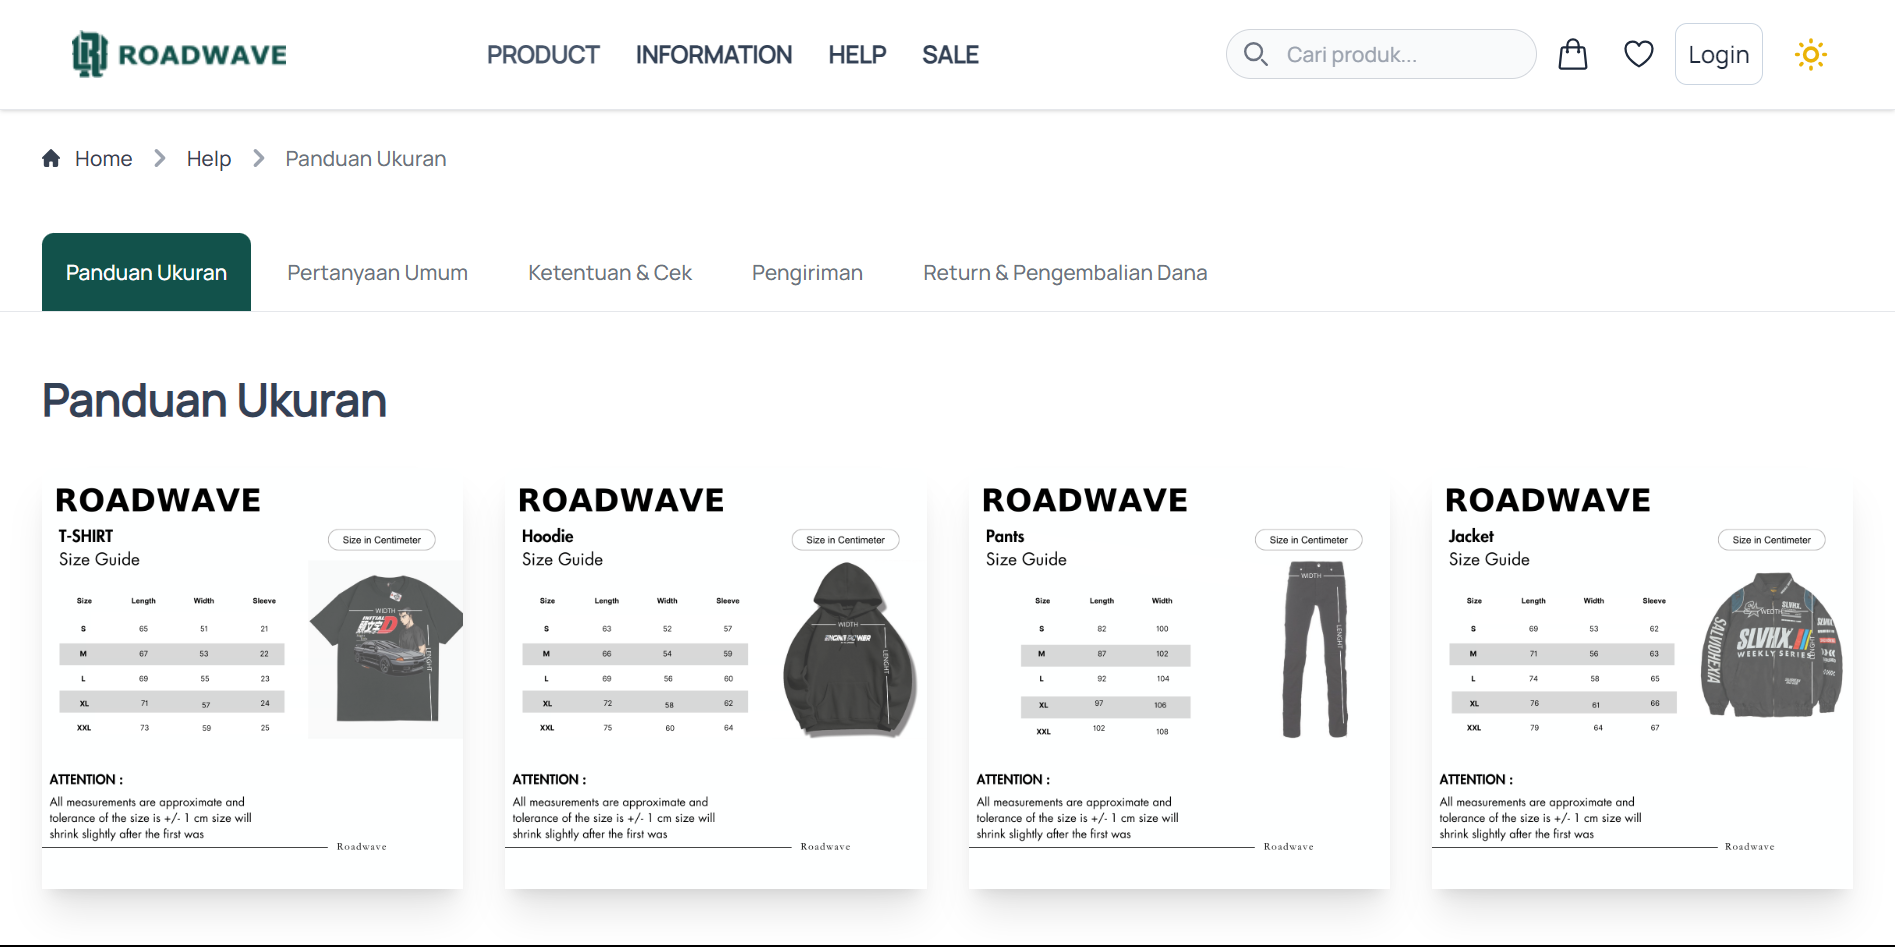 ROADWAVE
PRODUCT INFORMATION HELP SALE
Cari produk...
Login
Home Help Panduan Ukuran
Panduan Ukuran Pertanyaan Umum Ketentuan & Cek Pengiriman Return & Pengembalian Dana
Panduan Ukuran
ROADWAVE
T-SHIRT
Size Guide
Size in Centimeter
Size Length Width Sleeve
S 65 51 21
M 67 53 22
L 69 55 23
XL 71 57 24
XXL 73 59 25
WIDTH
LENGHT
INITIAL
D
ATTENTION :
All measurements are approximate and
tolerance of the size is +/- 1 cm size will
shrink slightly after the first was
Roadwave
ROADWAVE
Hoodie
Size Guide
Size in Centimeter
Size Length Width Sleeve
S 63 52 57
M 66 54 59
L 69 56 60
XL 72 58 62
XXL 75 60 64
WIDTH
LENGHT
ENGINE POWER
ATTENTION :
All measurements are approximate and
tolerance of the size is +/- 1 cm size will
shrink slightly after the first was
Roadwave
ROADWAVE
Pants
Size Guide
Size in Centimeter
Size Length Width
S 82 100
M 87 102
L 92 104
XL 97 106
XXL 102 108
WIDTH
LENGHT
ATTENTION :
All measurements are approximate and
tolerance of the size is +/- 1 cm size will
shrink slightly after the first was
Roadwave
ROADWAVE
Jacket
Size Guide
Size in Centimeter
Size Length Width Sleeve
S 69 53 62
M 71 56 63
L 74 58 65
XL 76 61 66
XXL 79 64 67
SLVHX.
WEEKLY SERIES
SALVIOHEXIA
ATTENTION :
All measurements are approximate and
tolerance of the size is +/- 1 cm size will
shrink slightly after the first was
Roadwave